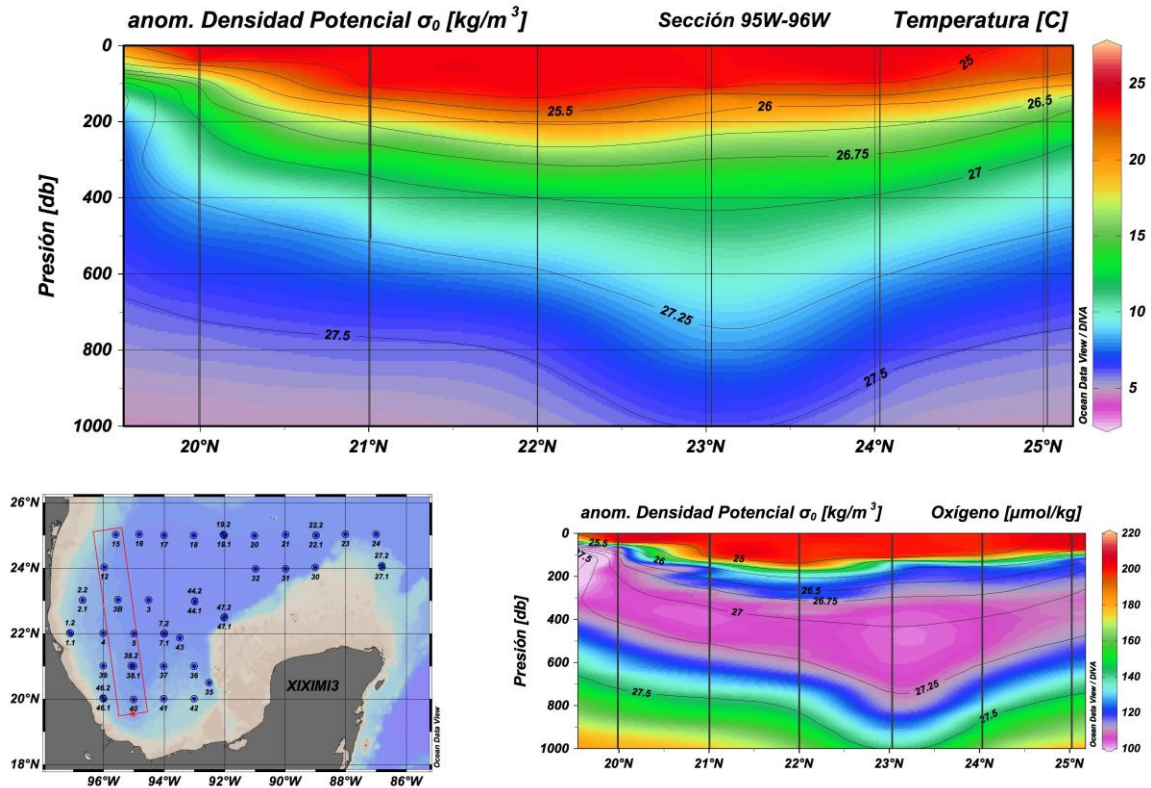 anom. Densidad Potencial σ₀ [kg/m³] Sección 95W-96W Temperatura [C]
0
200
400
600
800
1000
Presión [db]
25
25.5
26
26.5
26.75
27
27.25
27.5
27.5
20°N 21°N 22°N 23°N 24°N 25°N
25
20
15
10
5
Ocean Data View / DIVA
26°N
24°N
22°N
20°N
18°N
96°W 94°W 92°W 90°W 88°W 86°W
19.2 22.2
15 16 17 18 19.1 20 21 22.1 23 24
27.2
12 32 31 30 27.1
2.2 44.2
2.1 3B 3 44.1
47.2
47.1
1.2 7.2
1.1 4 5 7.1 43
38.2
39 38.1 37 36
35
46.2
46.1 40 41 42
XIXIMI3
Ocean Data View
anom. Densidad Potencial σ₀ [kg/m³] Oxígeno [µmol/kg]
0
200
400
600
800
1000
Presión [db]
25.5
27.5
26
25
26.5
26.75
27
27.25
27.5
27.5
20°N 21°N 22°N 23°N 24°N 25°N
220
200
180
160
140
120
100
Ocean Data View / DIVA